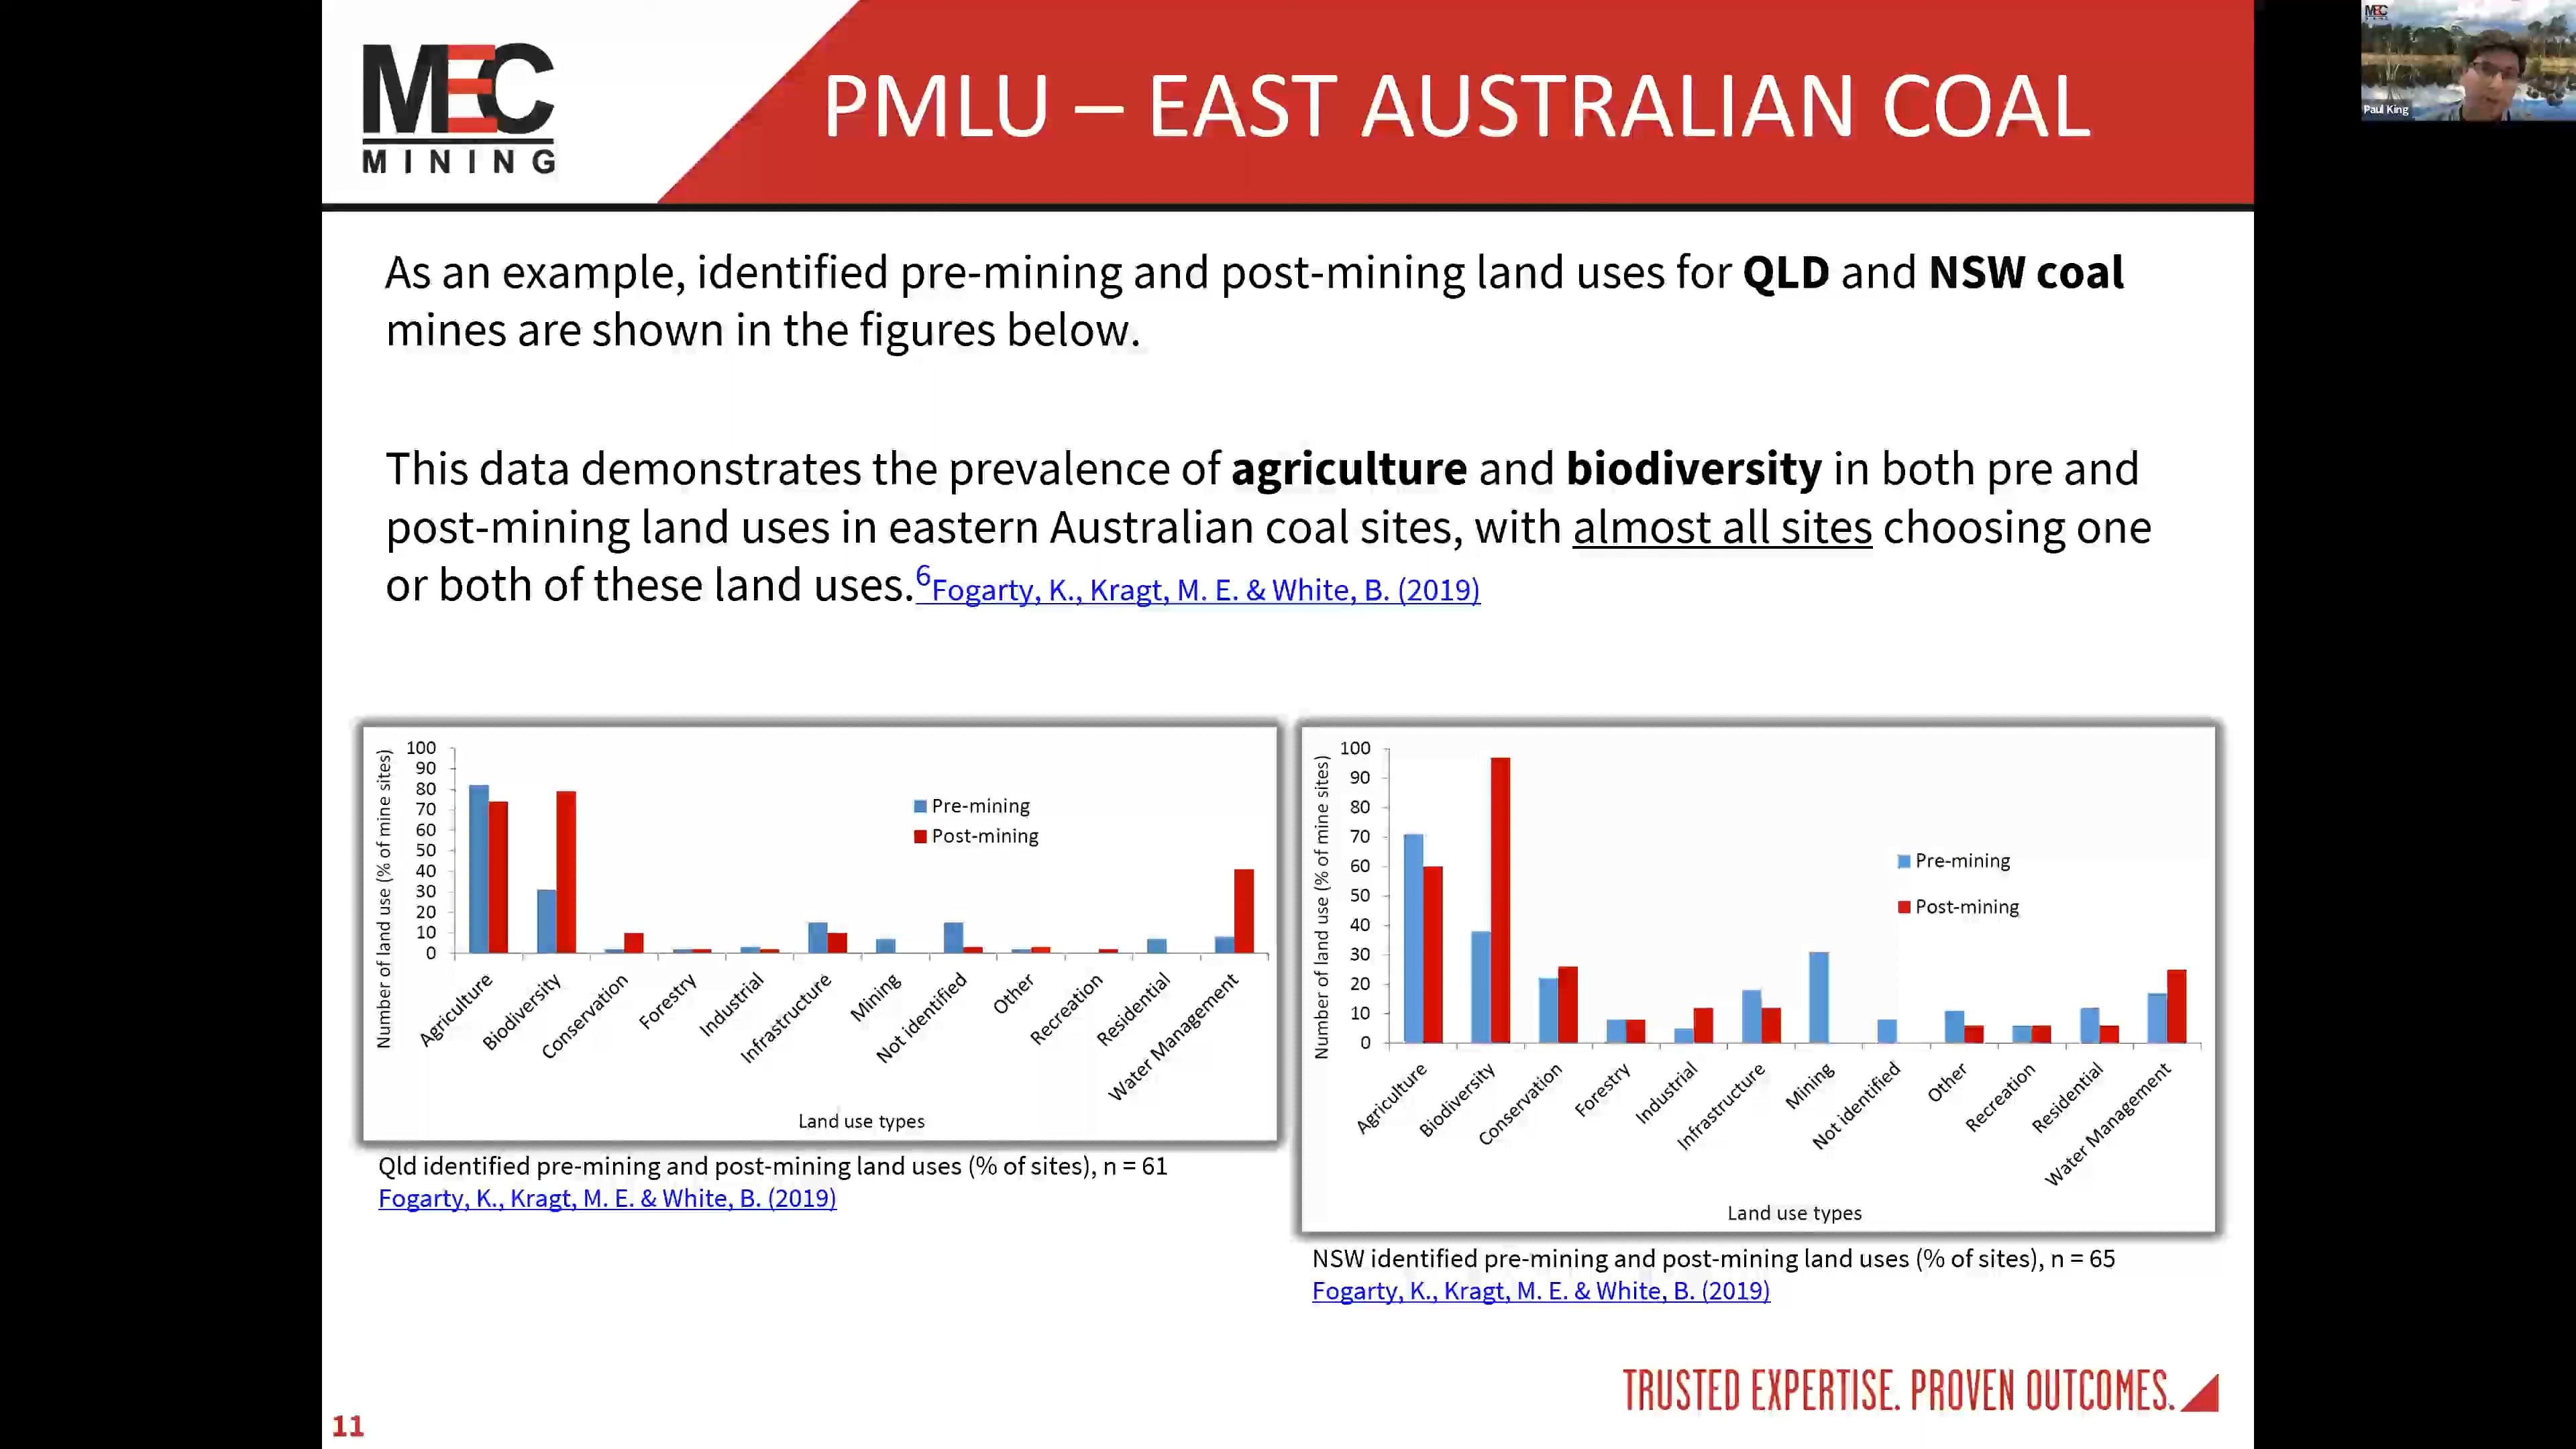 MEC
MINING
PMLU – EAST AUSTRALIAN COAL
MEC
Paul King
As an example, identified pre-mining and post-mining land uses for QLD and NSW coal
mines are shown in the figures below.
This data demonstrates the prevalence of agriculture and biodiversity in both pre and
post-mining land uses in eastern Australian coal sites, with almost all sites choosing one
or both of these land uses.6Fogarty, K., Kragt, M. E. & White, B. (2019)
Number of land use (% of mine sites)
100
90
80
70
60
50
40
30
20
10
0
Pre-mining
Post-mining
Agriculture
Biodiversity
Conservation
Forestry
Industrial
Infrastructure
Mining
Not identified
Other
Recreation
Residential
Water Management
Land use types
Qld identified pre-mining and post-mining land uses (% of sites), n = 61
Fogarty, K., Kragt, M. E. & White, B. (2019)
Number of land use (% of mine sites)
100
90
80
70
60
50
40
30
20
10
0
Pre-mining
Post-mining
Agriculture
Biodiversity
Conservation
Forestry
Industrial
Infrastructure
Mining
Not identified
Other
Recreation
Residential
Water Management
Land use types
NSW identified pre-mining and post-mining land uses (% of sites), n = 65
Fogarty, K., Kragt, M. E. & White, B. (2019)
TRUSTED EXPERTISE. PROVEN OUTCOMES.
11